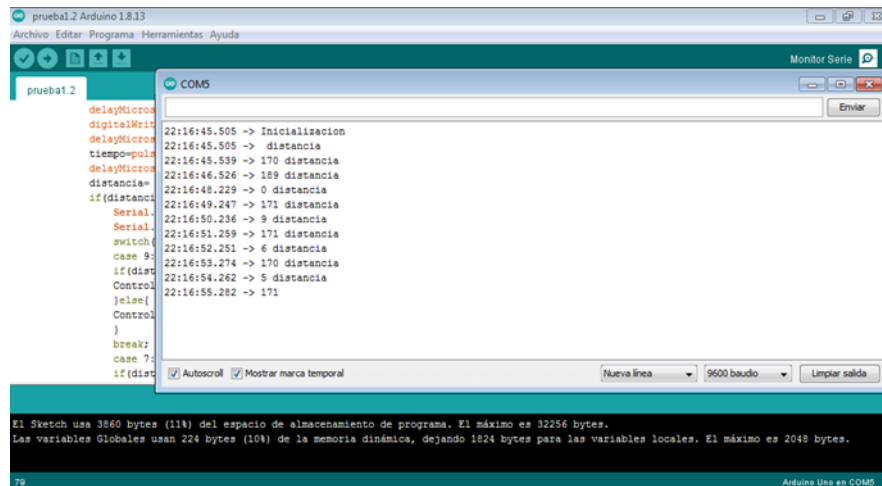 prueba1.2 Arduino 1.8.13
Archivo Editar Programa Herramientas Ayuda
Monitor Serie
prueba1.2
COM5
Enviar
delayMicros
digitalWrit
delayMicros
tiempo=puls
delayMicros
distancia=
if(distanci
Serial.
Serial.
switch(
case 9:
if(dist
Control
}else{
Control
}
break;
case 7:
if(dist
22:16:45.505 -> Inicializacion
22:16:45.505 -> distancia
22:16:45.539 -> 170 distancia
22:16:46.526 -> 189 distancia
22:16:48.229 -> 0 distancia
22:16:49.247 -> 171 distancia
22:16:50.236 -> 9 distancia
22:16:51.259 -> 171 distancia
22:16:52.251 -> 6 distancia
22:16:53.274 -> 170 distancia
22:16:54.262 -> 5 distancia
22:16:55.282 -> 171
Autoscroll Mostrar marca temporal Nueva línea 9600 baudio Limpiar salida
El Sketch usa 3860 bytes (11%) del espacio de almacenamiento de programa. El máximo es 32256 bytes.
Las variables Globales usan 224 bytes (10%) de la memoria dinámica, dejando 1824 bytes para las variables locales. El máximo es 2048 bytes.
79 Arduino Uno en COM5